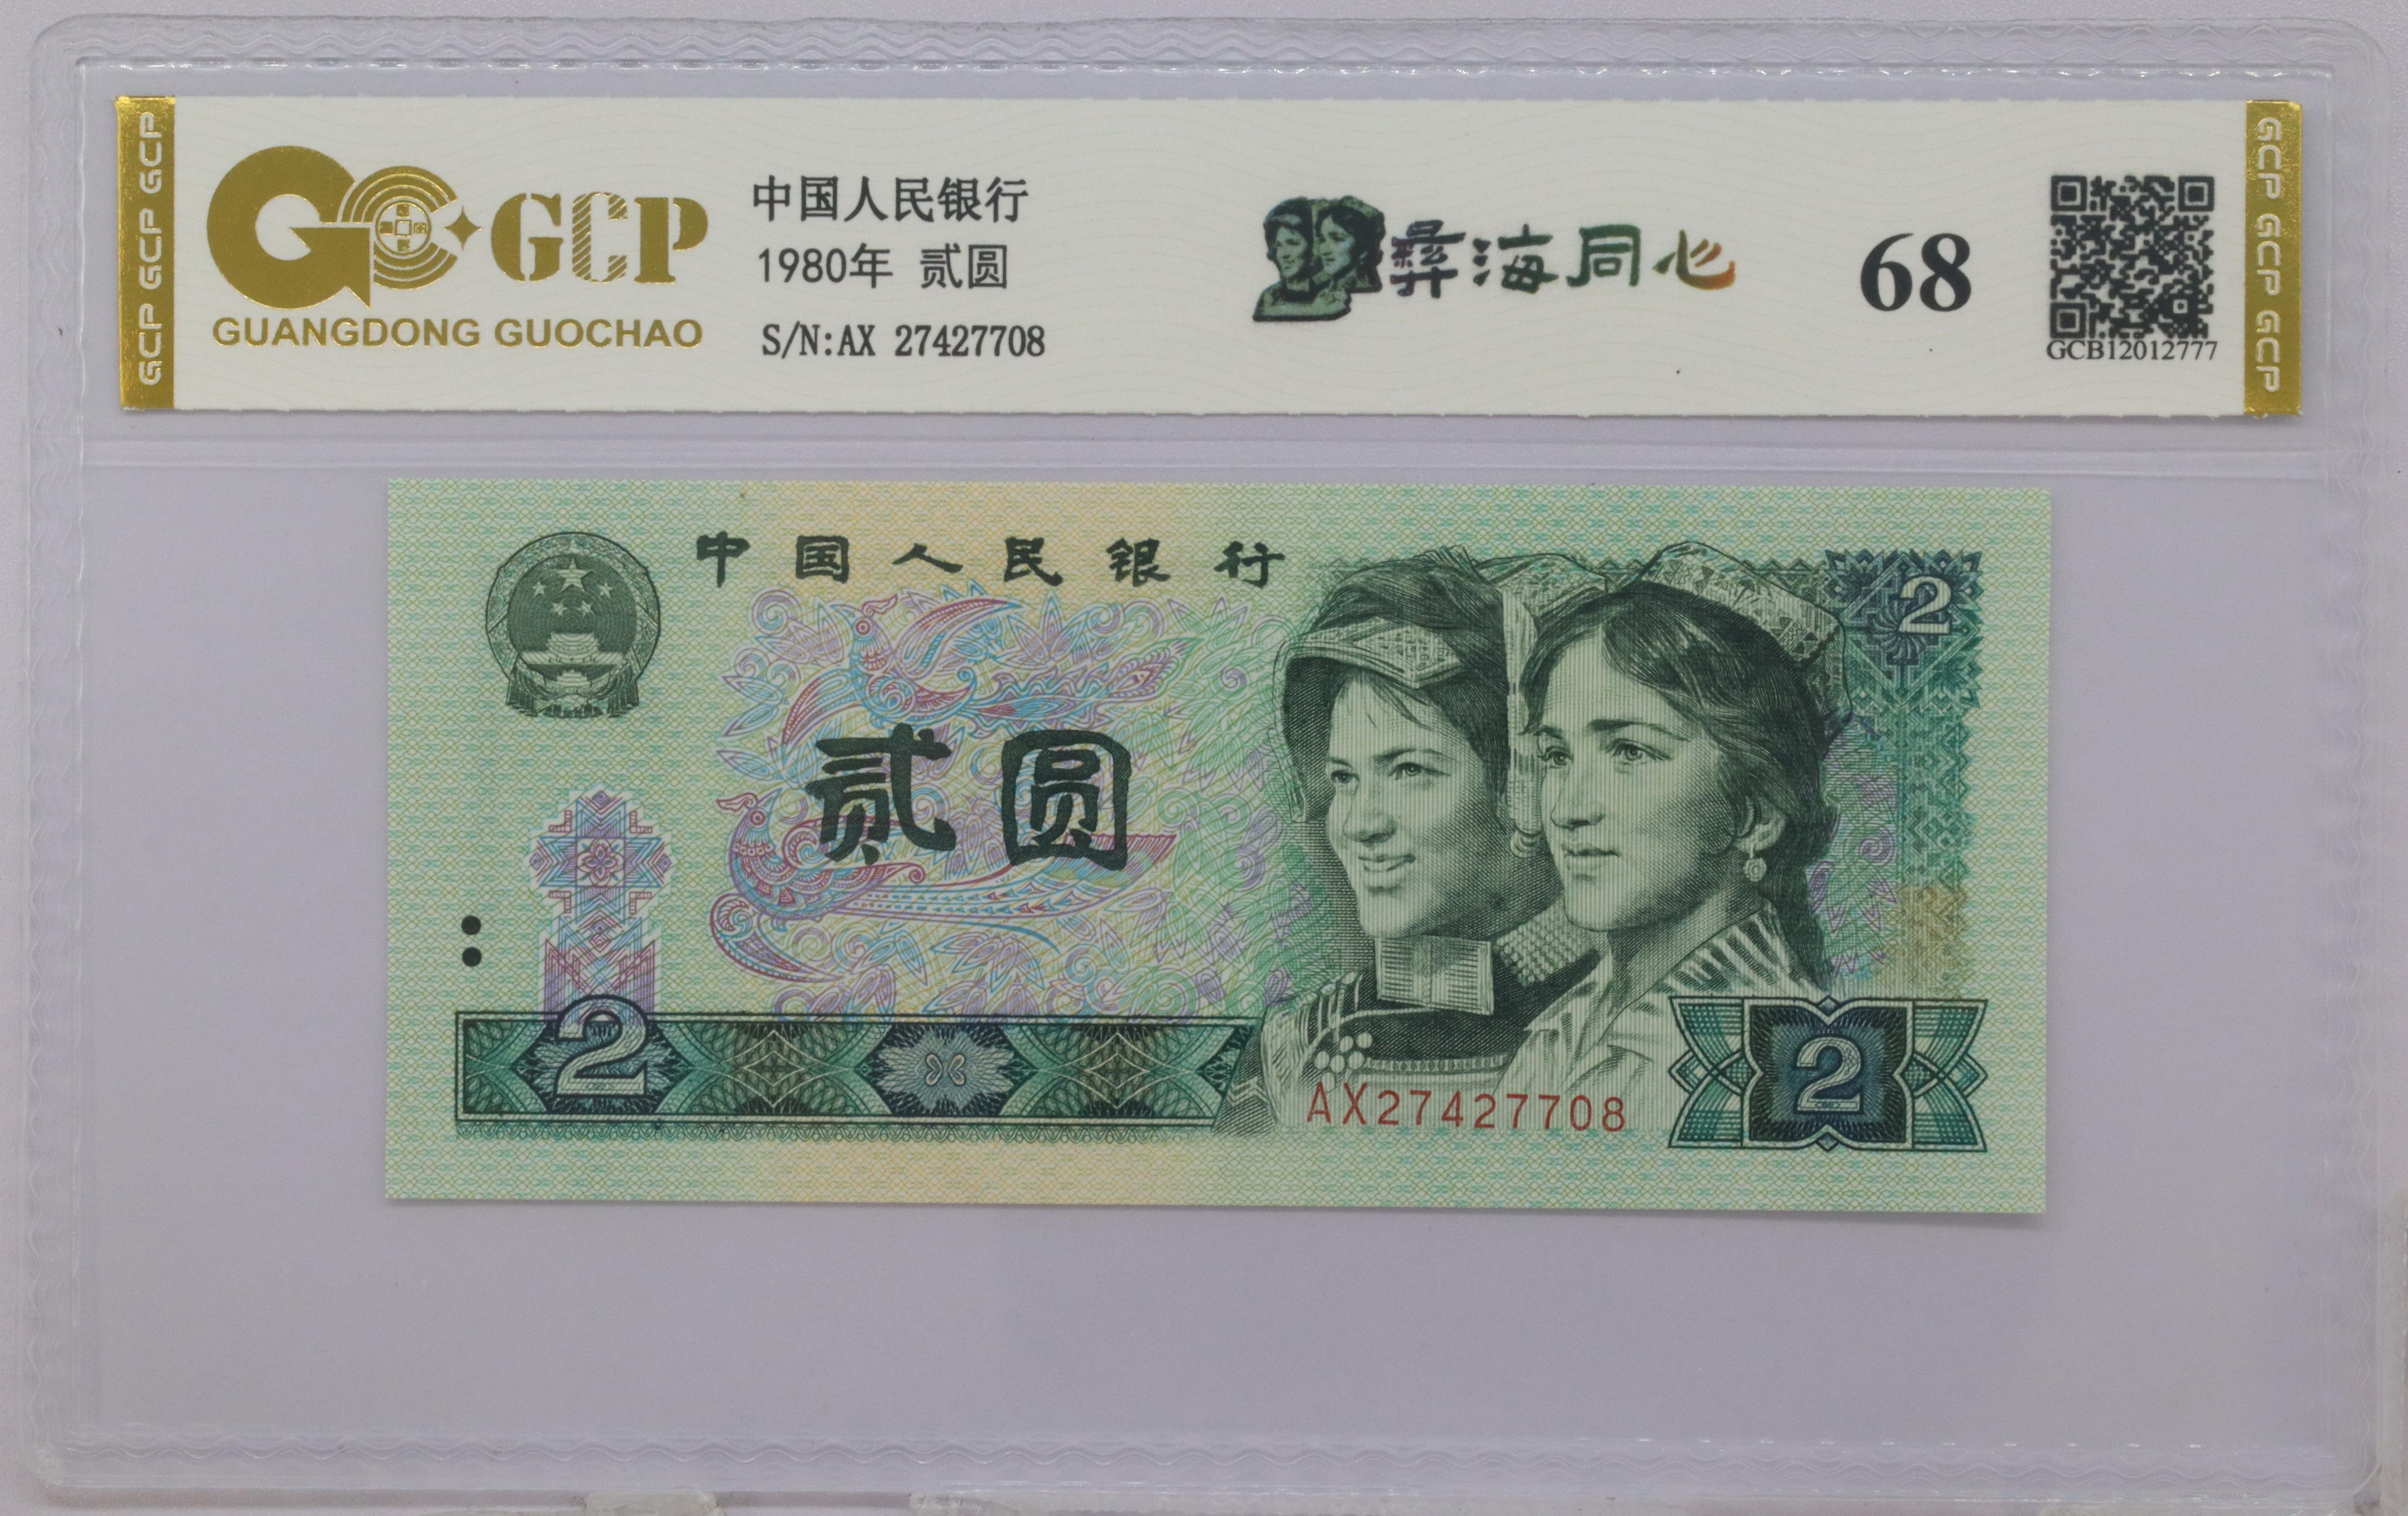 GCP GCP GCP
GCP
GUANGDONG GUOCHAO
中国人民银行
1980年 贰圆
S/N:AX 27427708
彝海同心
68
GCB12012777
GCP GCP GCP
中国人民银行
2
贰圆
2
AX27427708
2